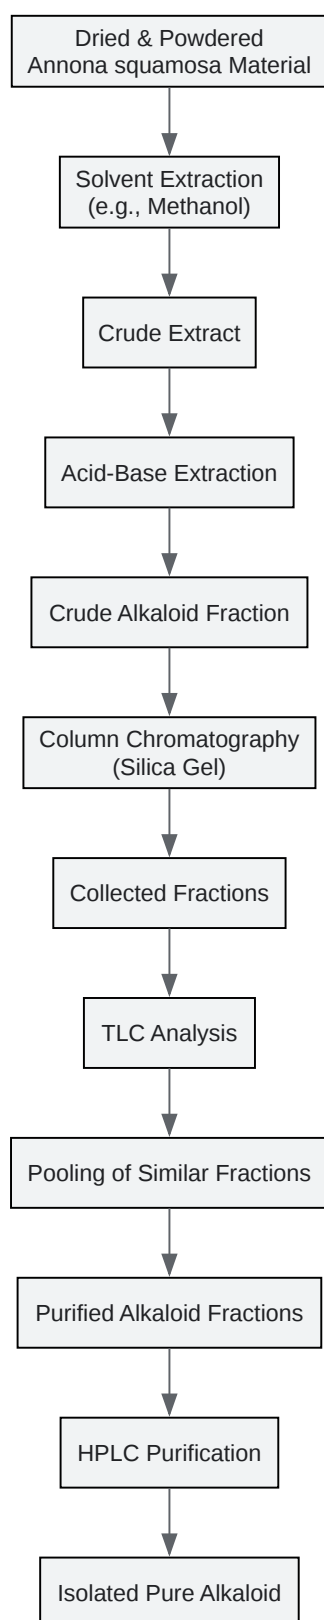 Dried & Powdered
Annona squamosa Material
Solvent Extraction
(e.g., Methanol)
Crude Extract
Acid-Base Extraction
Crude Alkaloid Fraction
Column Chromatography
(Silica Gel)
Collected Fractions
TLC Analysis
Pooling of Similar Fractions
Purified Alkaloid Fractions
HPLC Purification
Isolated Pure Alkaloid